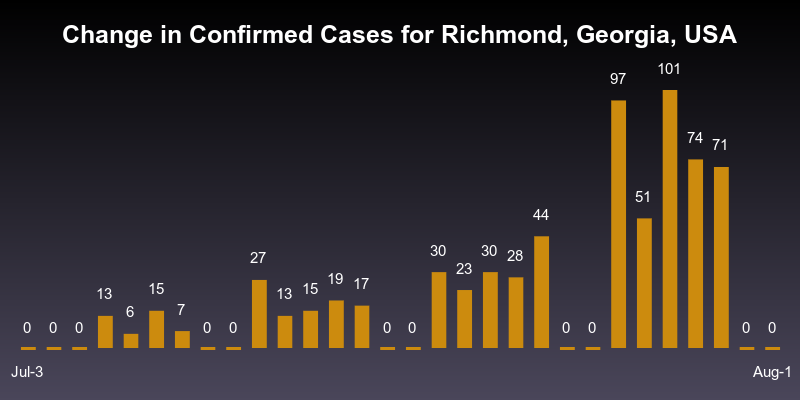 Change in Confirmed Cases for Richmond, Georgia, USA
0 0 0 13 6 15 7 0 0 27 13 15 19 17 0 0 30 23 30 28 44 0 0 97 51 101 74 71 0 0
Jul-3 Aug-1